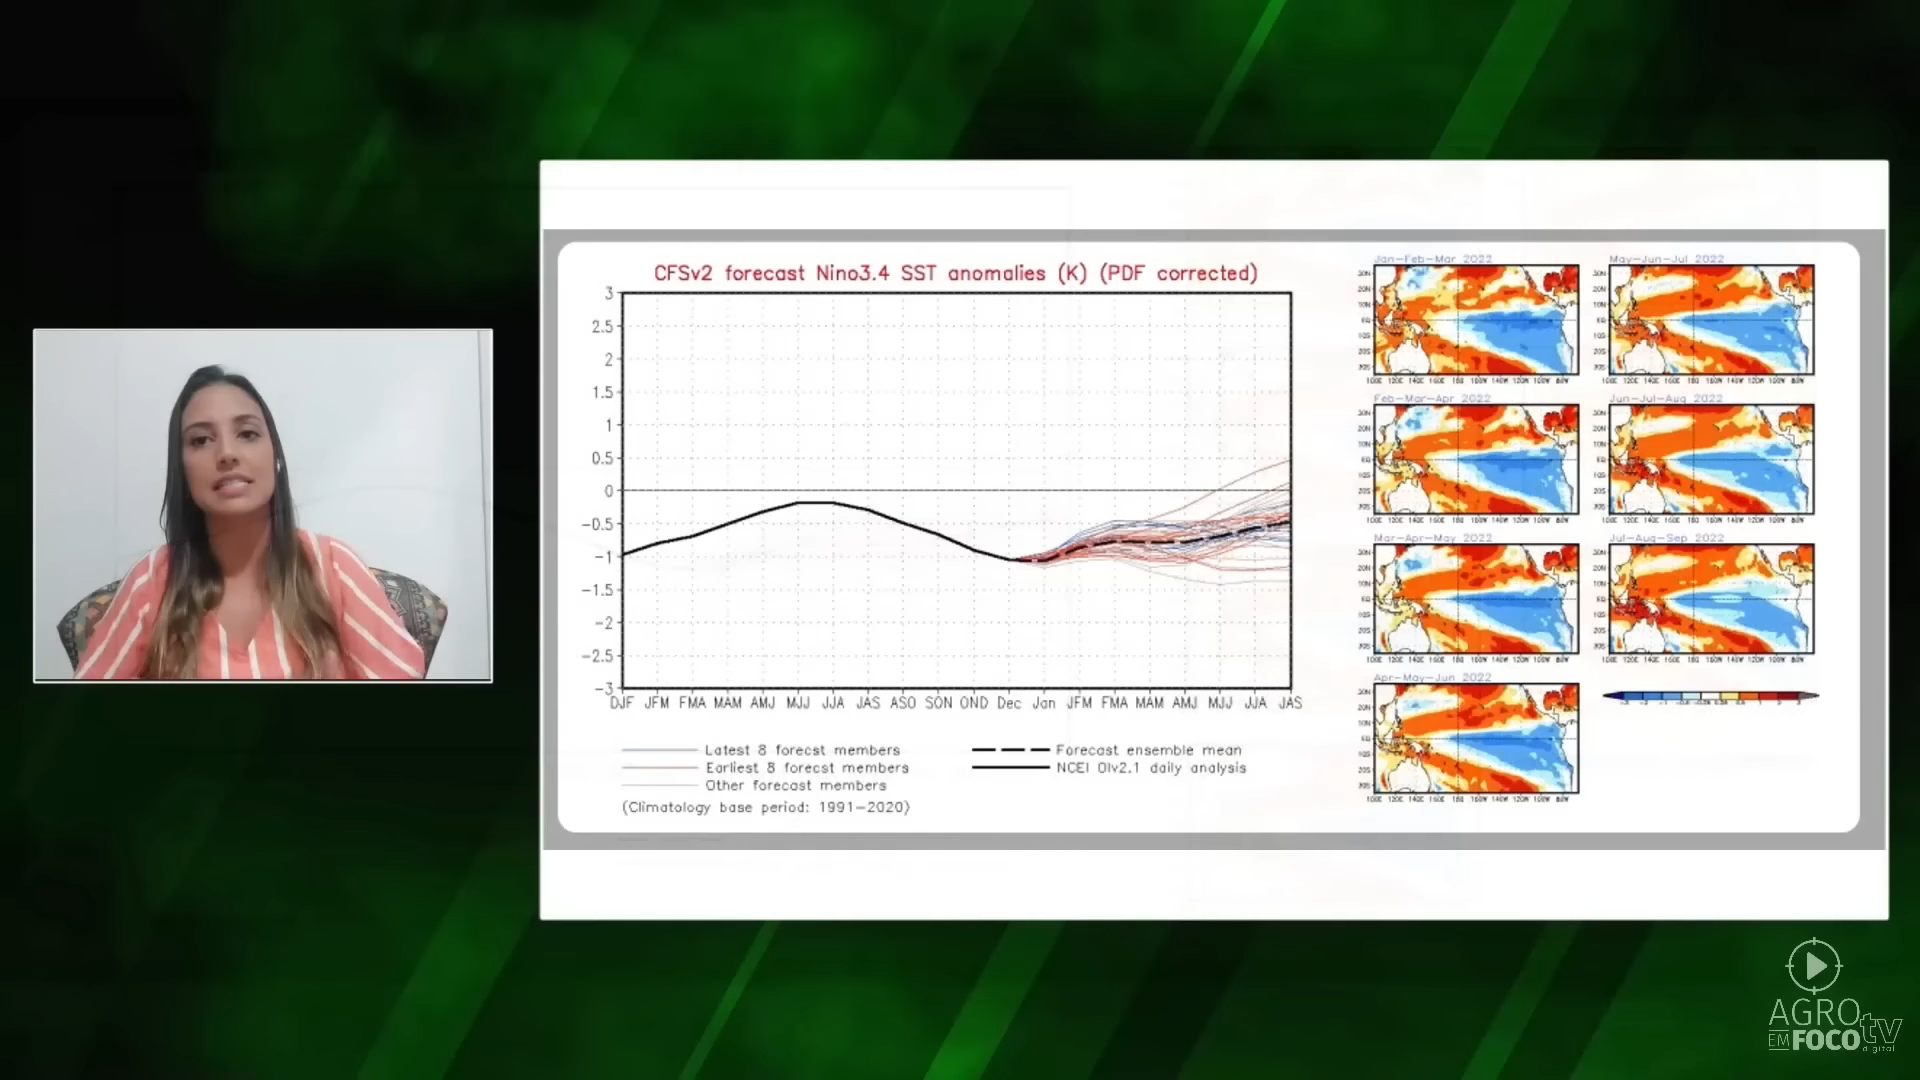 CFSv2 forecast Nino3.4 SST anomalies (K) (PDF corrected)
3
2.5
2
1.5
1
0.5
0
−0.5
−1
−1.5
−2
−2.5
−3
DJF JFM FMA MAM AMJ MJJ JJA JAS ASO SON OND Dec Jan JFM FMA MAM AMJ MJJ JJA JAS
Latest 8 forecst members
Earliest 8 forecst members
Other forecast members
(Climatology base period: 1991−2020)
Forecast ensemble mean
NCEI OIv2.1 daily analysis
Jan−Feb−Mar 2022
Feb−Mar−Apr 2022
Mar−Apr−May 2022
Apr−May−Jun 2022
May−Jun−Jul 2022
Jun−Jul−Aug 2022
Jul−Aug−Sep 2022
AGRO
EM FOCO tv
digital